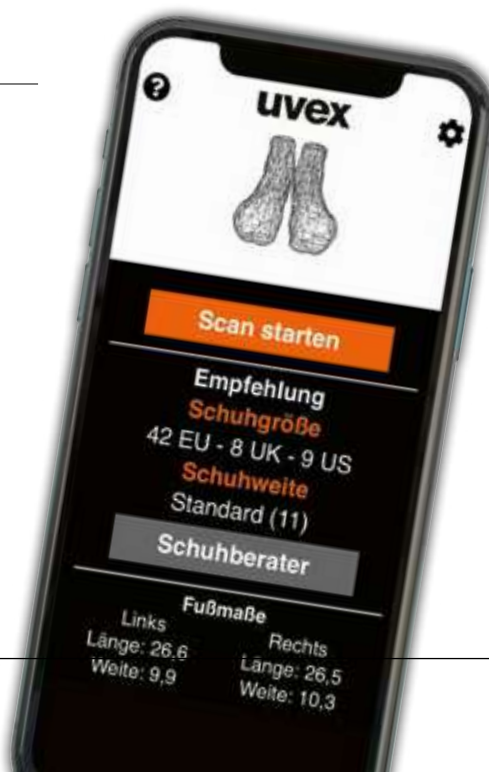 ?
uvex
Scan starten
Empfehlung
Schuhgröße
42 EU - 8 UK - 9 US
Schuhweite
Standard (11)
Schuhberater
Fußmaße
Links
Länge: 26,6
Weite: 9,9
Rechts
Länge: 26,5
Weite: 10,3